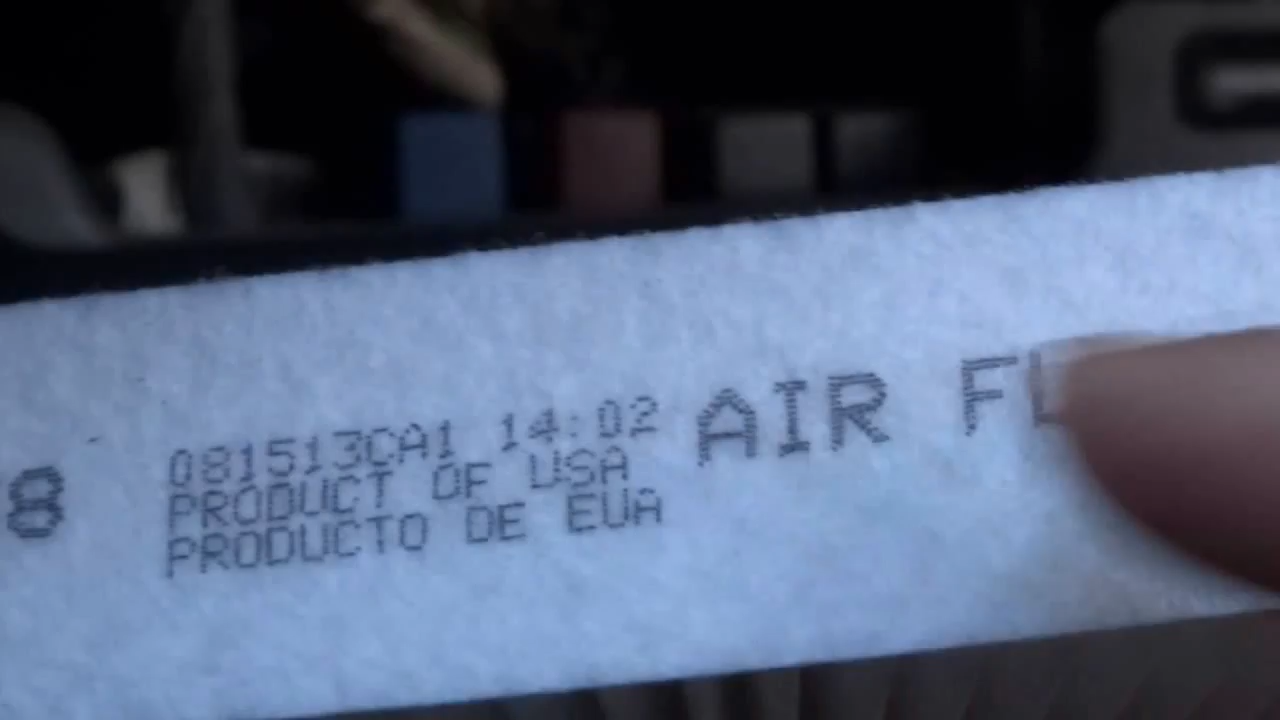 8
081513CA1 14:02
PRODUCT OF USA
PRODUCTO DE EUA
AIR